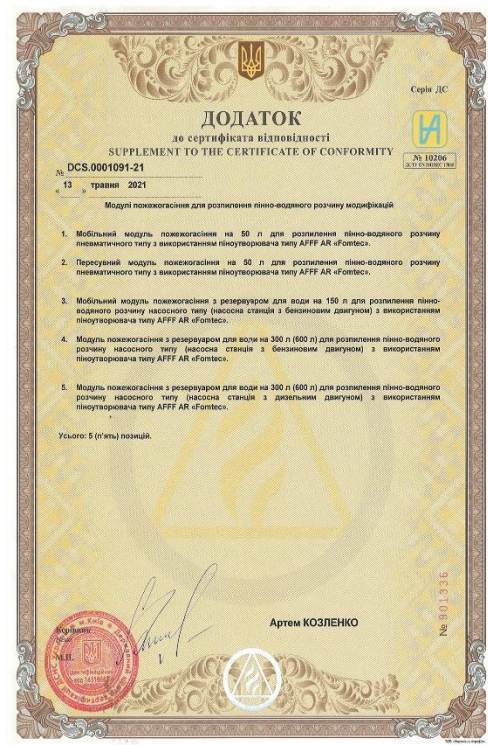 Серія ДС
ДОДАТОК
до сертифіката відповідності
SUPPLEMENT TO THE CERTIFICATE OF CONFORMITY
№ 10206
№ DCS.0001091-21
« 13 » травня 2021
Модулі пожежогасіння для розпилення пінно-водяного розчину модифікацій
1. Мобільний модуль пожежогасіння на 50 л для розпилення пінно-водяного розчину
пневматичного типу з використанням піноутворювача типу AFFF AR «Fomtec».
2. Пересувний модуль пожежогасіння на 50 л для розпилення пінно-водяного розчину
пневматичного типу з використанням піноутворювача типу AFFF AR «Fomtec».
3. Мобільний модуль пожежогасіння з резервуаром для води на 150 л для розпилення пінно-
водяного розчину насосного типу (насосна станція з бензиновим двигуном) з використанням
піноутворювача типу AFFF AR «Fomtec».
4. Модуль пожежогасіння з резервуаром для води на 300 л (600 л) для розпилення пінно-водяного
розчину насосного типу (насосна станція з бензиновим двигуном) з використанням
піноутворювача типу AFFF AR «Fomtec».
5. Модуль пожежогасіння з резервуаром для води на 300 л (600 л) для розпилення пінно-водяного
розчину насосного типу (насосна станція з дизельним двигуном) з використанням
піноутворювача типу AFFF AR «Fomtec».
Усього: 5 (п'ять) позицій.
Керівник
М.П.
Артем КОЗЛЕНКО
№ 901336